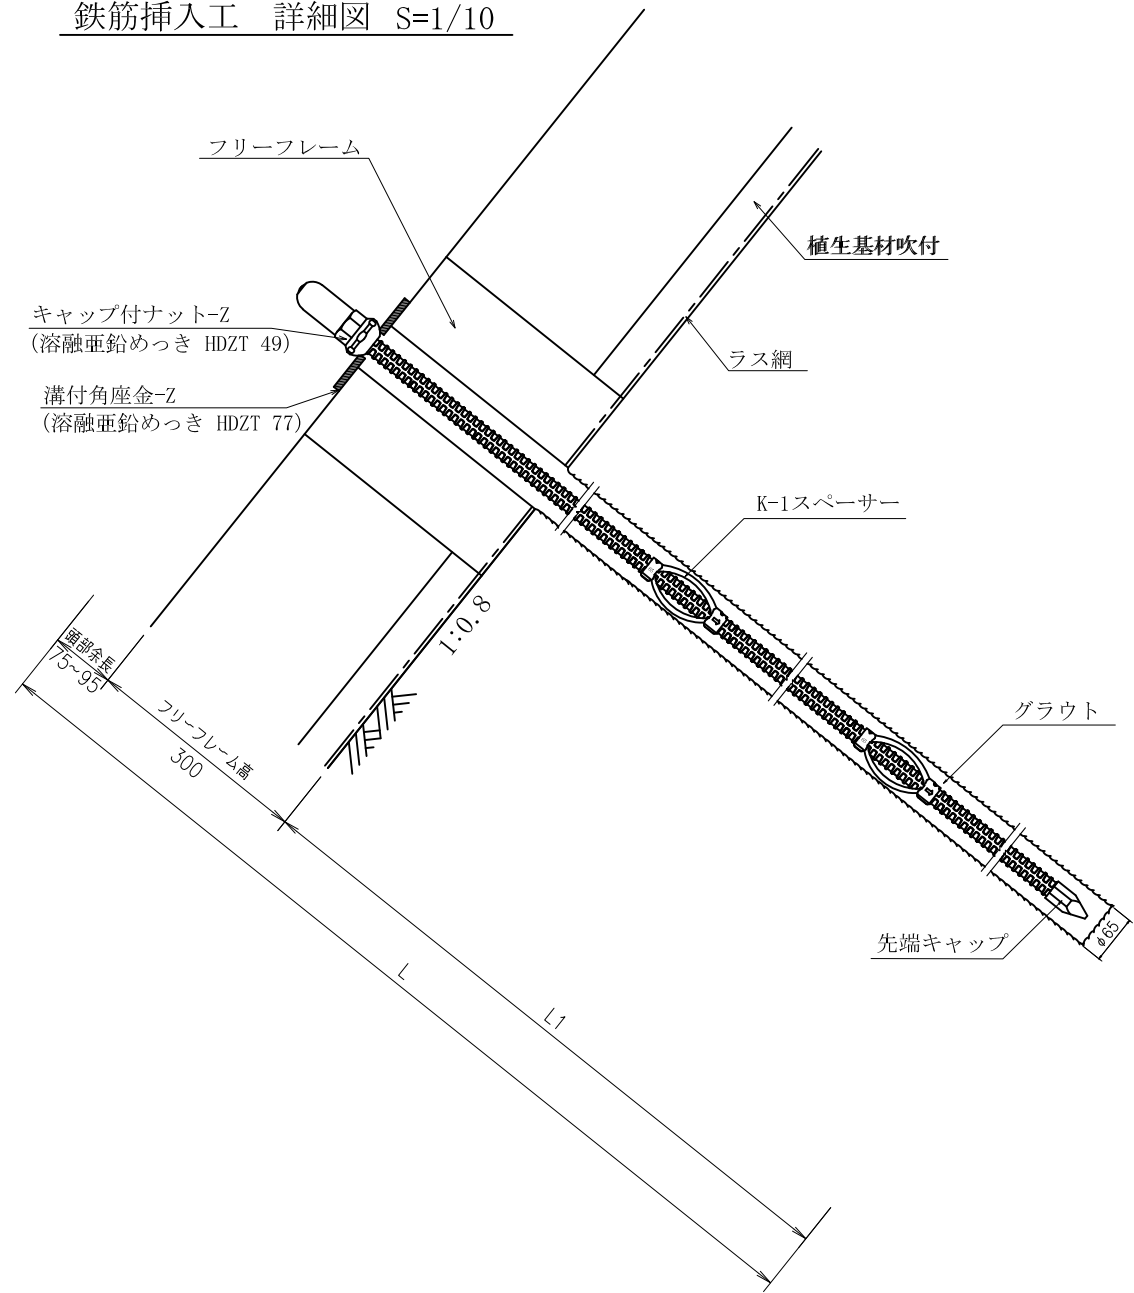 鉄筋挿入工　詳細図 S=1/10
フリーフレーム
植生基材吹付
キャップ付ナット-Z
(溶融亜鉛めっき HDZT 49)
ラス網
溝付角座金-Z
(溶融亜鉛めっき HDZT 77)
K-1スペーサー
1:0.8
頭部余長
75~95
フリーフレーム高
300
グラウト
先端キャップ
φ65
L
L1